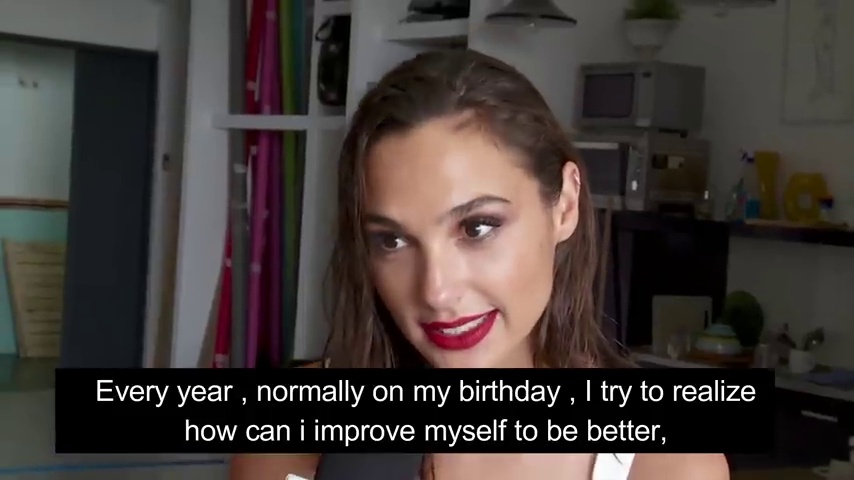 Every year , normally on my birthday , I try to realize
how can i improve myself to be better,